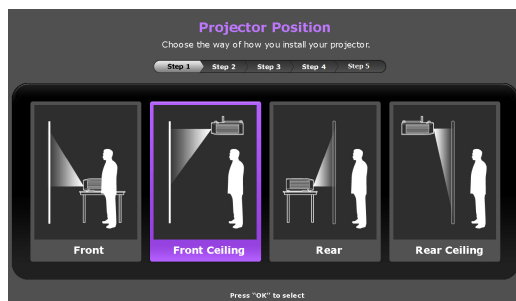 Projector Position
Choose the way of how you install your projector.
Step 1 Step 2 Step 3 Step 4 Step 5
Front Front Ceiling Rear Rear Ceiling
Press "OK" to select